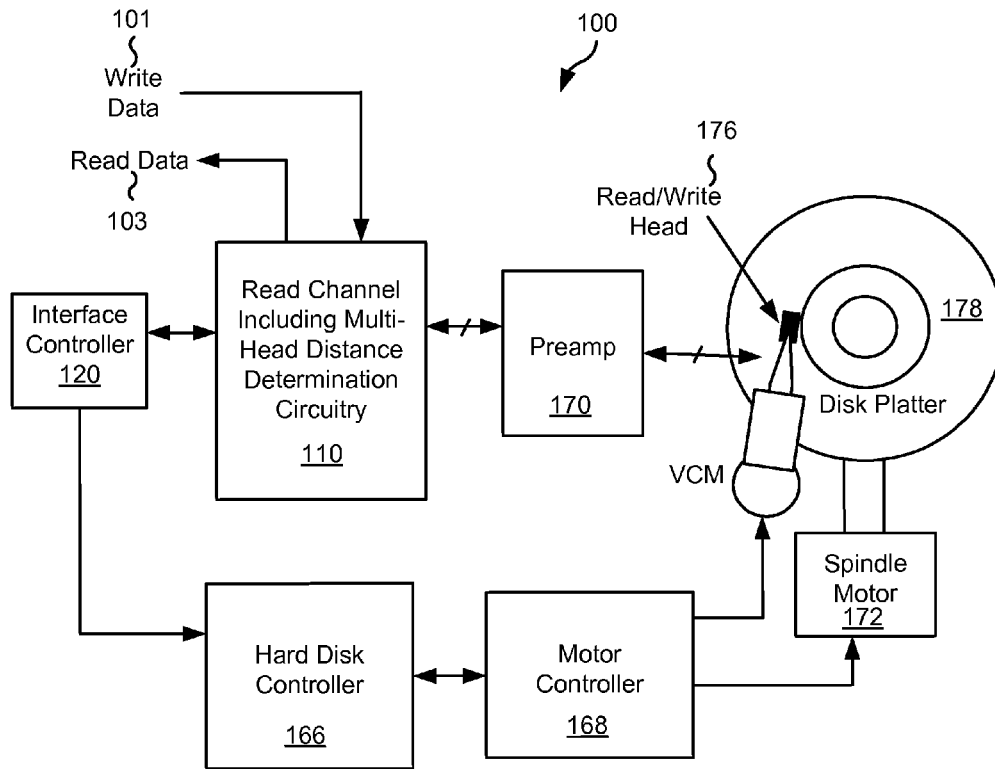 101
Write
Data
100
Read Data
103
176
Read/Write
Head
Interface
Controller
120
Read Channel
Including Multi-
Head Distance
Determination
Circuitry
110
Preamp
170
178
Disk Platter
VCM
Spindle
Motor
172
Hard Disk
Controller
166
Motor
Controller
168